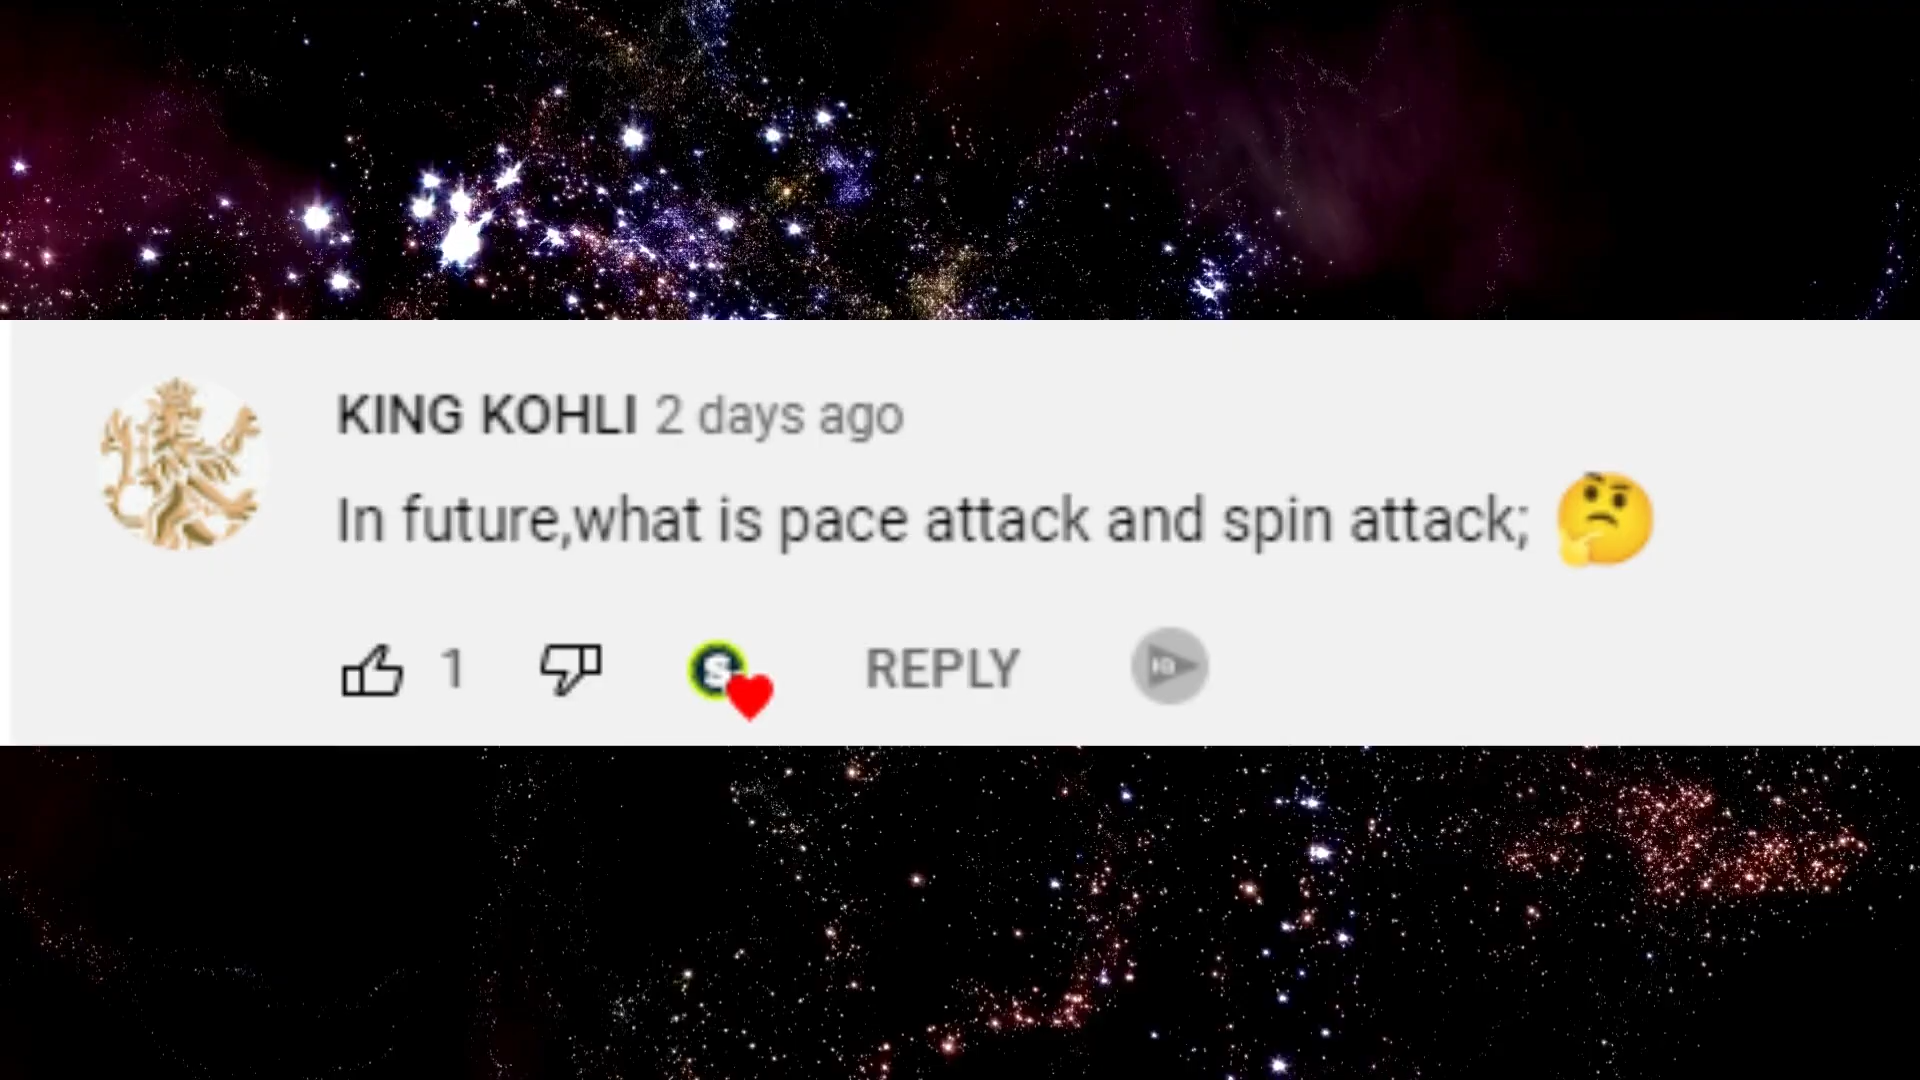 KING KOHLI 2 days ago
In future,what is pace attack and spin attack; 🤔
1 S REPLY